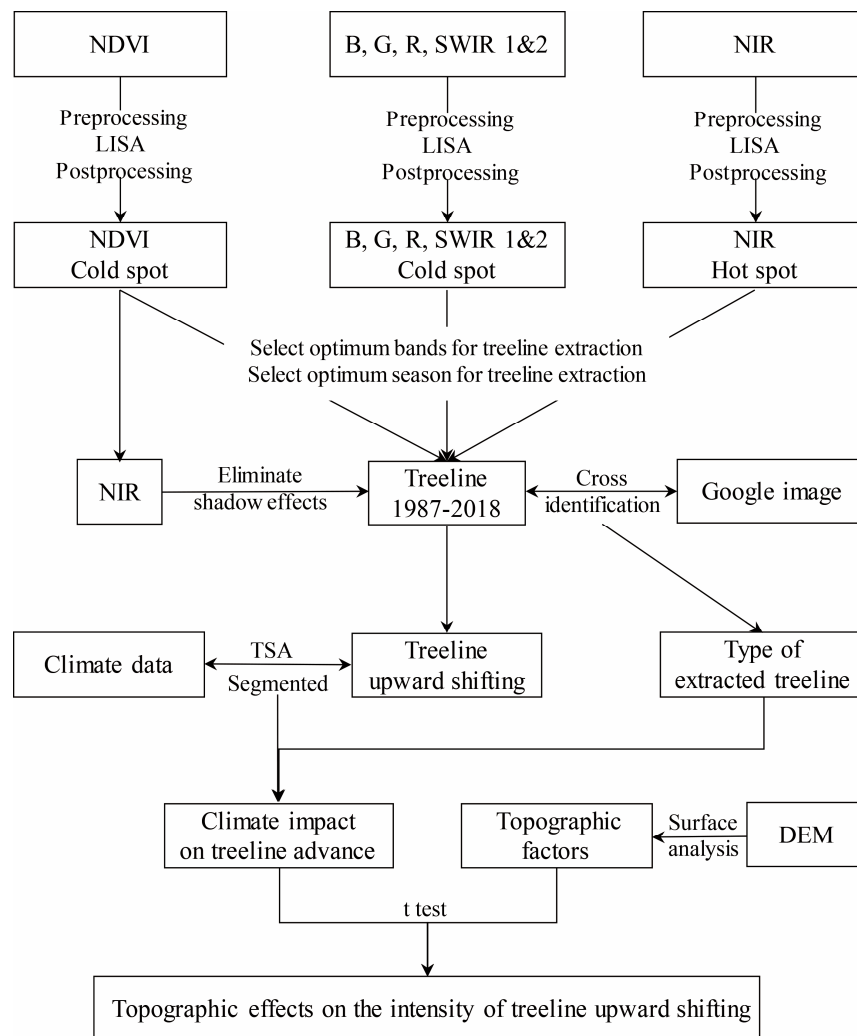 NDVI
B, G, R, SWIR 1&2
NIR
Preprocessing
LISA
Postprocessing
Preprocessing
LISA
Postprocessing
Preprocessing
LISA
Postprocessing
NDVI
Cold spot
B, G, R, SWIR 1&2
Cold spot
NIR
Hot spot
Select optimum bands for treeline extraction
Select optimum season for treeline extraction
NIR
Eliminate
shadow effects
Treeline
1987-2018
Cross
identification
Google image
Climate data
TSA
Segmented
Treeline
upward shifting
Type of
extracted treeline
Climate impact
on treeline advance
Topographic
factors
Surface
analysis
DEM
t test
Topographic effects on the intensity of treeline upward shifting